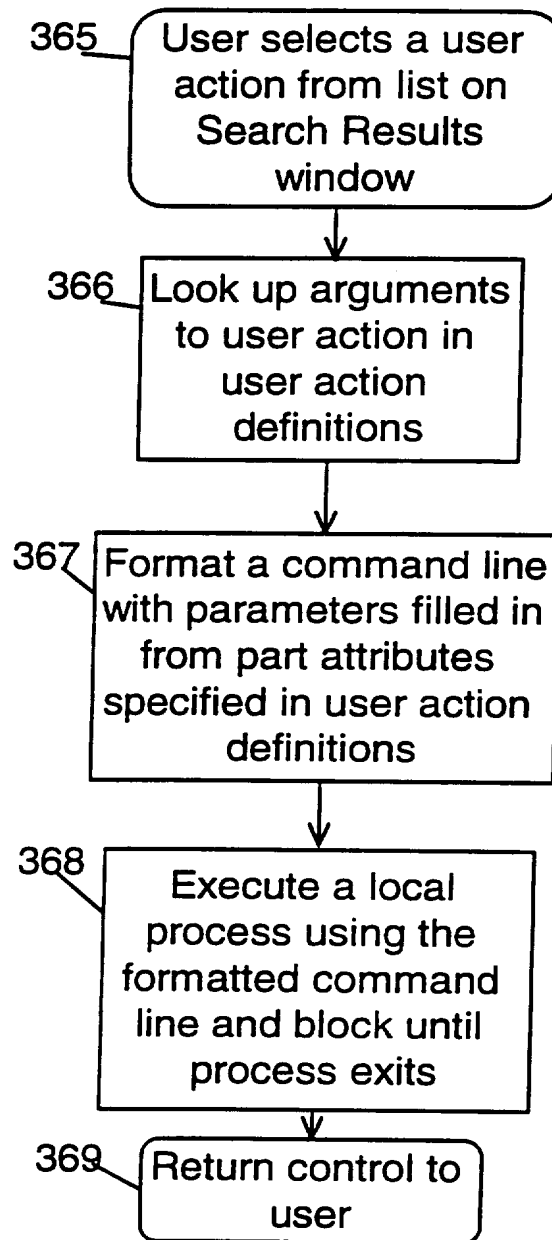 365
User selects a user
action from list on
Search Results
window
366
Look up arguments
to user action in
user action
definitions
367
Format a command line
with parameters filled in
from part attributes
specified in user action
definitions
368
Execute a local
process using the
formatted command
line and block until
process exits
369
Return control to
user